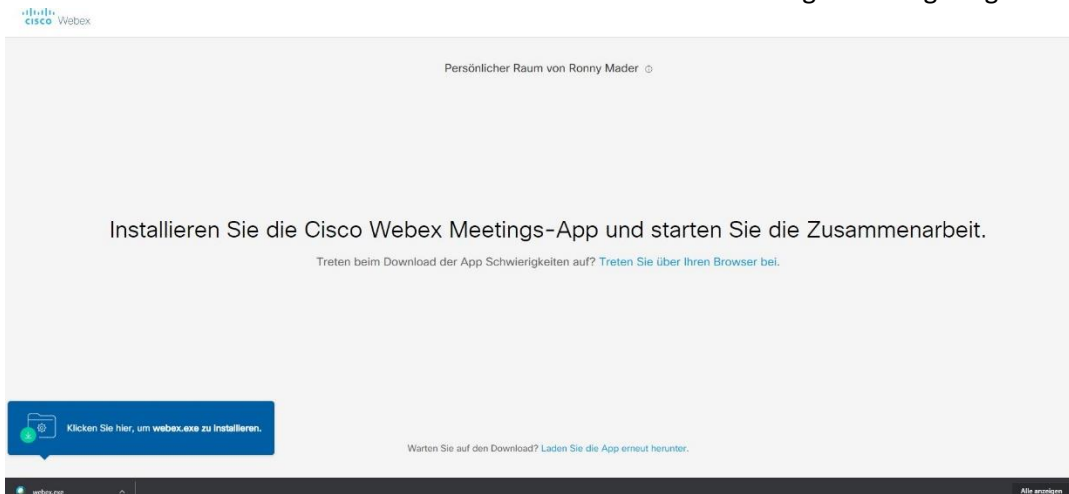 CISCO Webex
Persönlicher Raum von Ronny Mader
Installieren Sie die Cisco Webex Meetings-App und starten Sie die Zusammenarbeit.
Treten beim Download der App Schwierigkeiten auf? Treten Sie über Ihren Browser bei.
Klicken Sie hier, um webex.exe zu installieren.
Warten Sie auf den Download? Laden Sie die App erneut herunter.
webex.exe
Alle anzeigen